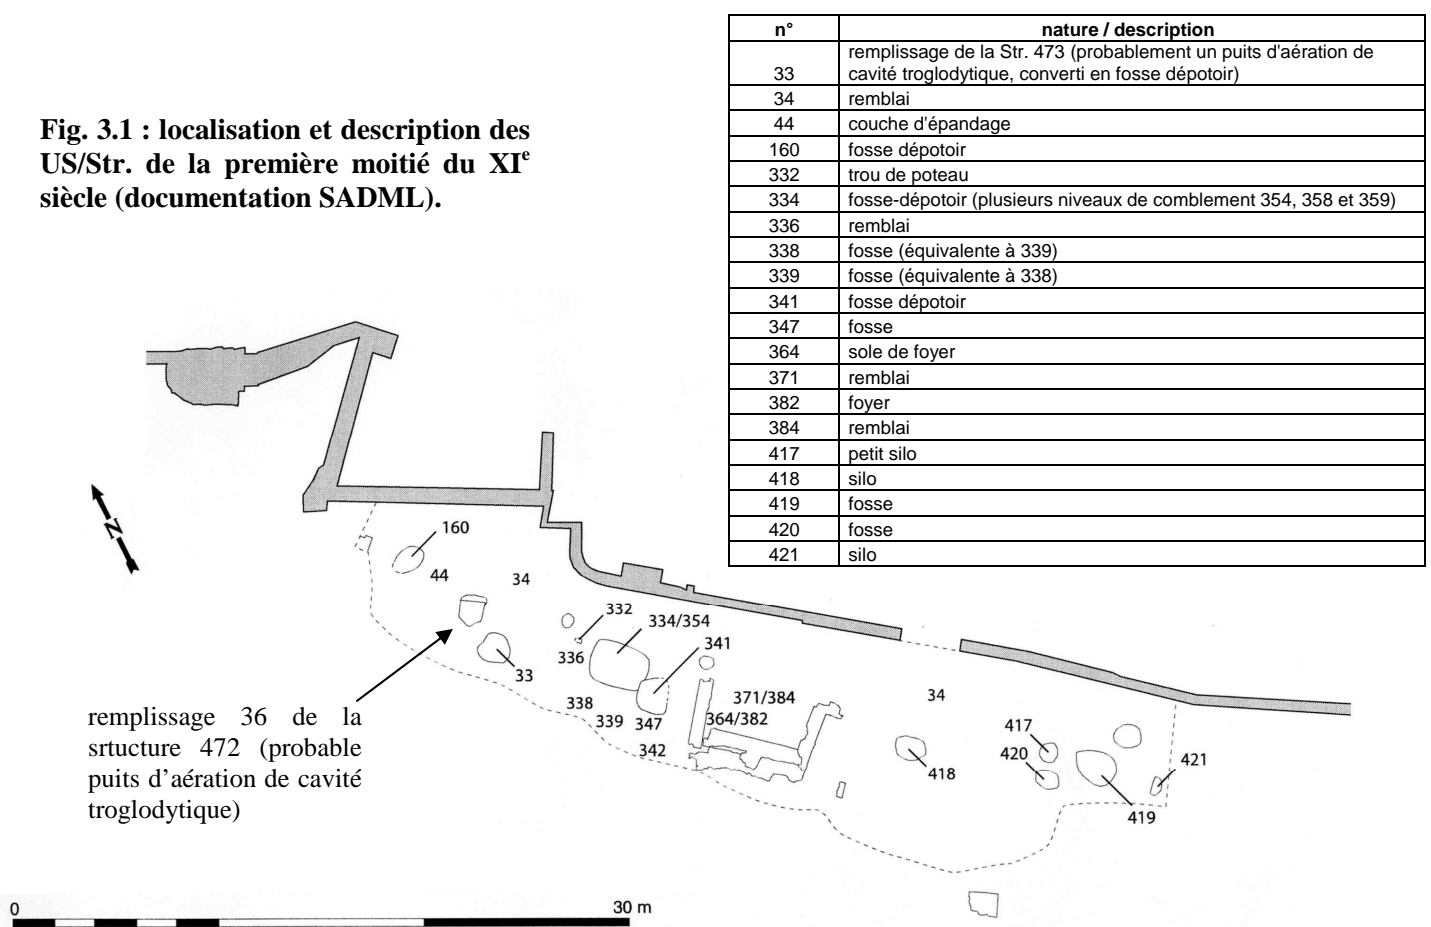 n° nature / description
33 remplissage de la Str. 473 (probablement un puits d'aération de
cavité troglodytique, converti en fosse dépotoir)
34 remblai
44 couche d'épandage
160 fosse dépotoir
332 trou de poteau
334 fosse-dépotoir (plusieurs niveaux de comblement 354, 358 et 359)
336 remblai
338 fosse (équivalente à 339)
339 fosse (équivalente à 338)
341 fosse dépotoir
347 fosse
364 sole de foyer
371 remblai
382 foyer
384 remblai
417 petit silo
418 silo
419 fosse
420 fosse
421 silo
Fig. 3.1 : localisation et description des
US/Str. de la première moitié du XIe
siècle (documentation SADML).
N
160
44
34
332
334/354
341
336
33
338
339
347
342
371/384
364/382
34
418
417
420
419
421
remplissage 36 de la
srtucture 472 (probable
puits d’aération de cavité
troglodytique)
0 30 m